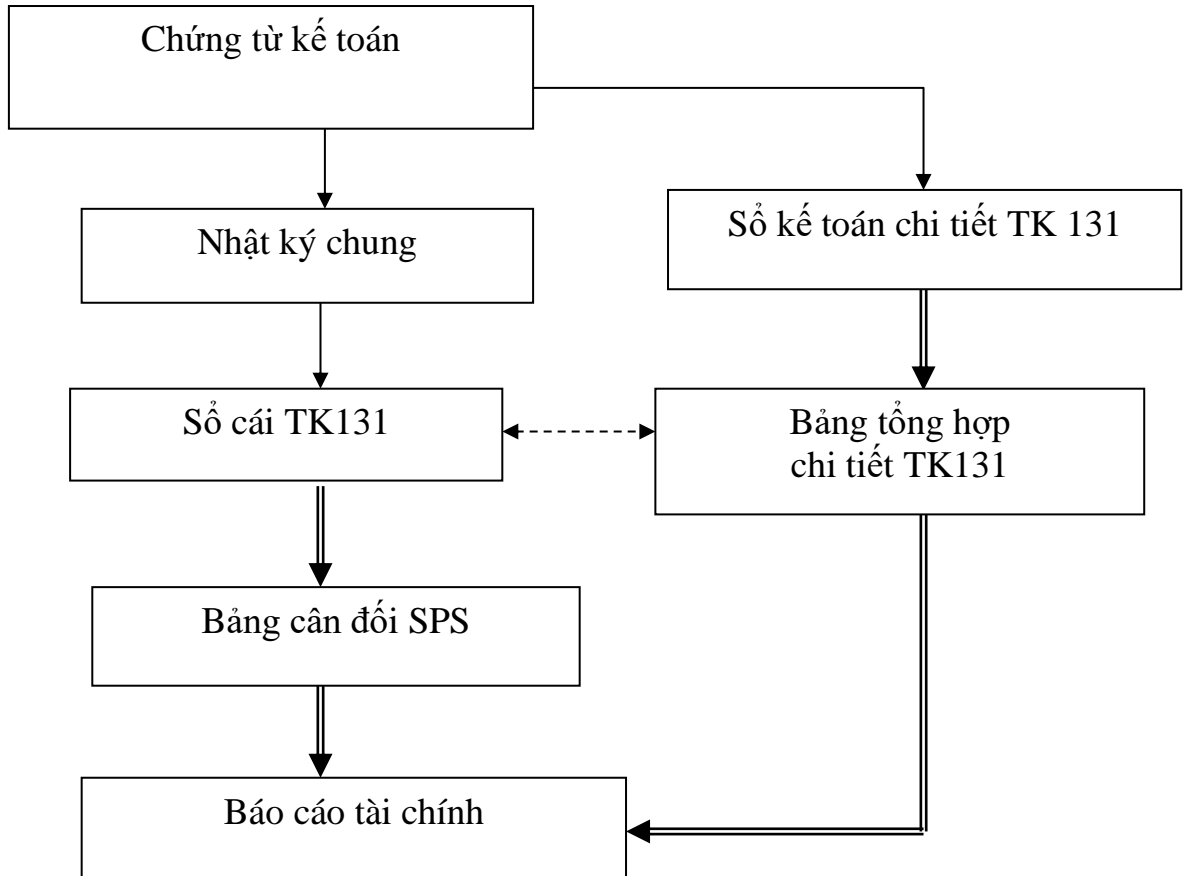 Chứng từ kế toán
Nhật ký chung
Sổ kế toán chi tiết TK 131
Sổ cái TK131
Bảng tổng hợp
chi tiết TK131
Bảng cân đối SPS
Báo cáo tài chính